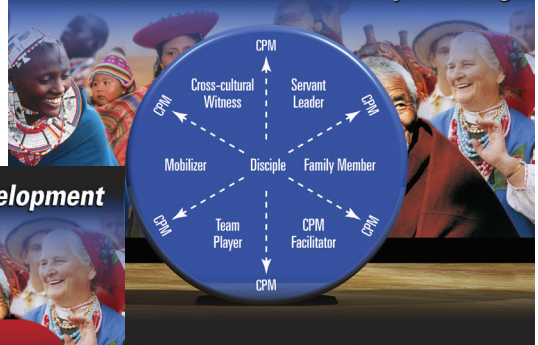 CPM
Cross-cultural
Witness
Servant
Leader
CPM
CPM
Mobilizer
Disciple
Family Member
CPM
Team
Player
CPM
Facilitator
CPM
CPM
elopment